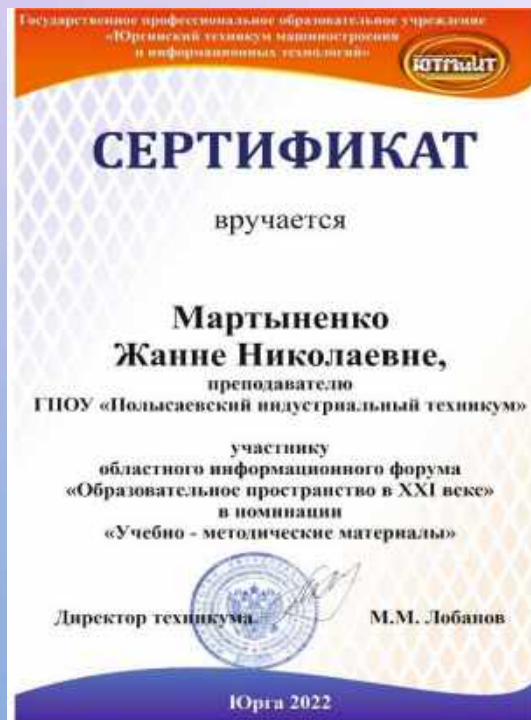 Государственное профессиональное образовательное учреждение
«Юргинский техникум машиностроения
и информационных технологий»
ЮТМиИТ
СЕРТИФИКАТ
вручается
Мартыненко
Жанне Николаевне,
преподавателю
ГПОУ «Полысаевский индустриальный техникум»
участнику
областного информационного форума
«Образовательное пространство в XXI веке»
в номинации
«Учебно - методические материалы»
Директор техникума
М.М. Лобанов
Юрга 2022